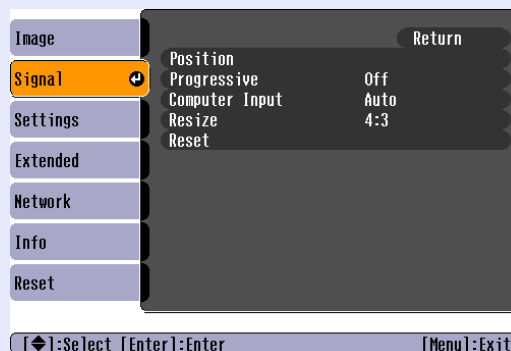 Image
Signal
Settings
Extended
Network
Info
Reset
Return
Position
Progressive Off
Computer Input Auto
Resize 4:3
Reset
[◆]:Select [Enter]:Enter [Menu]:Exit